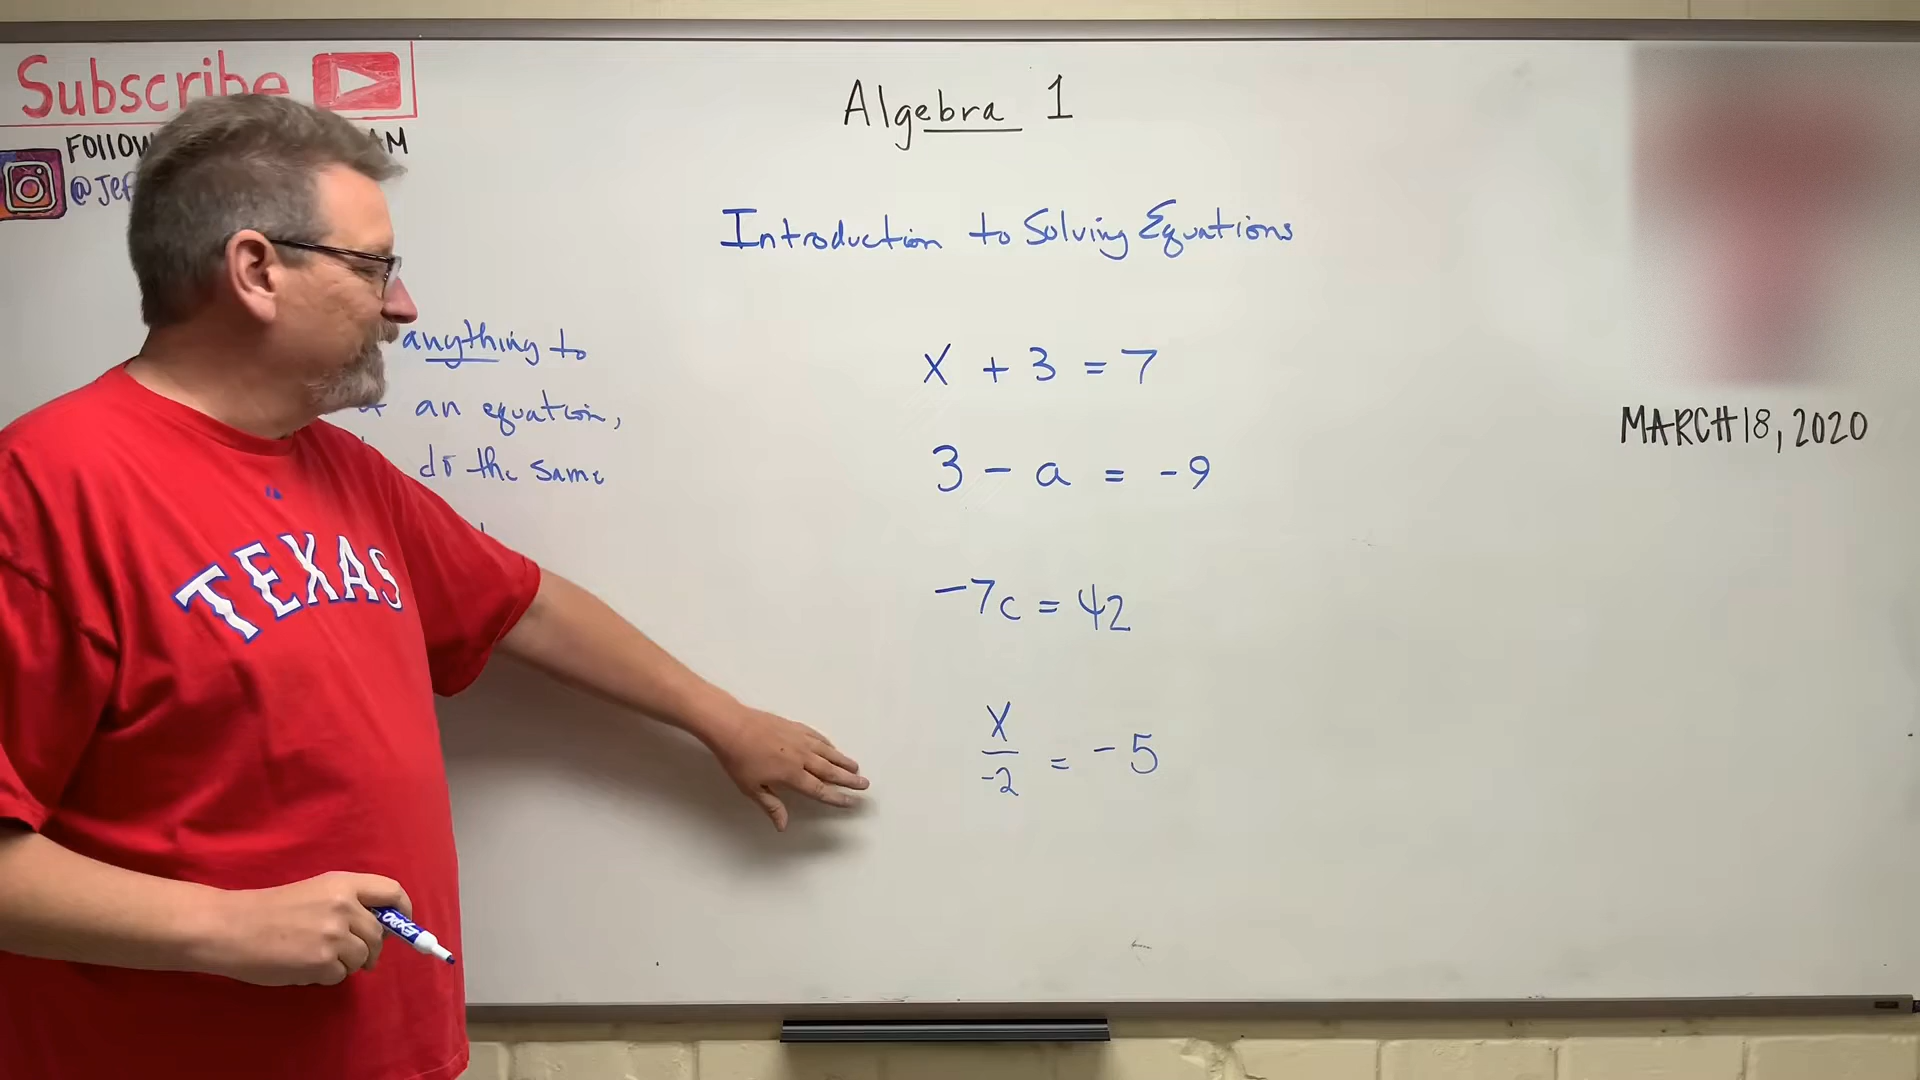 Subscribe
FOLLOW
@Jef
Algebra 1
Introduction to Solving Equations
anything to
an equation,
do the same
x + 3 = 7
3 - a = -9
-7c = 42
x
-2 = -5
MARCH 18, 2020
TEXAS
EXPO